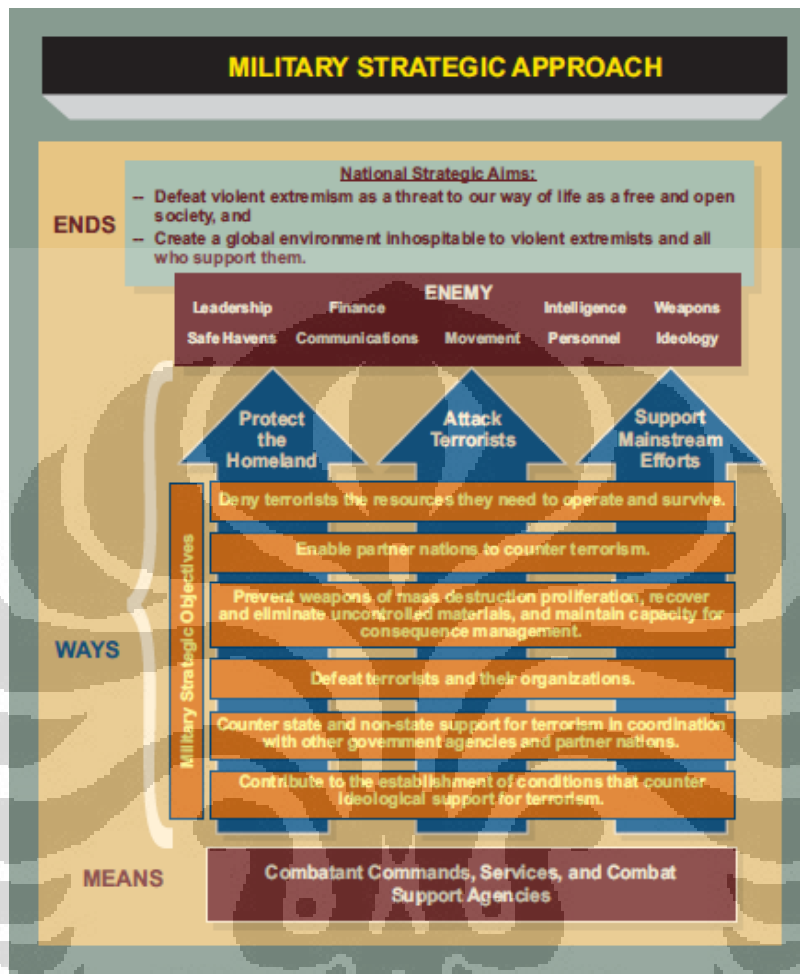 MILITARY STRATEGIC APPROACH
National Strategic Aims:
ENDS
-- Defeat violent extremism as a threat to our way of life as a free and open
society, and
-- Create a global environment inhospitable to violent extremists and all
who support them.
ENEMY
Leadership Finance Intelligence Weapons
Safe Havens Communications Movement Personnel Ideology
Protect
the
Homeland
Attack
Terrorists
Support
Mainstream
Efforts
WAYS
Military Strategic Objectives
Deny terrorists the resources they need to operate and survive.
Enable partner nations to counter terrorism.
Prevent weapons of mass destruction proliferation, recover
and eliminate uncontrolled materials, and maintain capacity for
consequence management.
Defeat terrorists and their organizations.
Counter state and non-state support for terrorism in coordination
with other government agencies and partner nations.
Contribute to the establishment of conditions that counter
ideological support for terrorism.
MEANS
Combatant Commands, Services, and Combat
Support Agencies